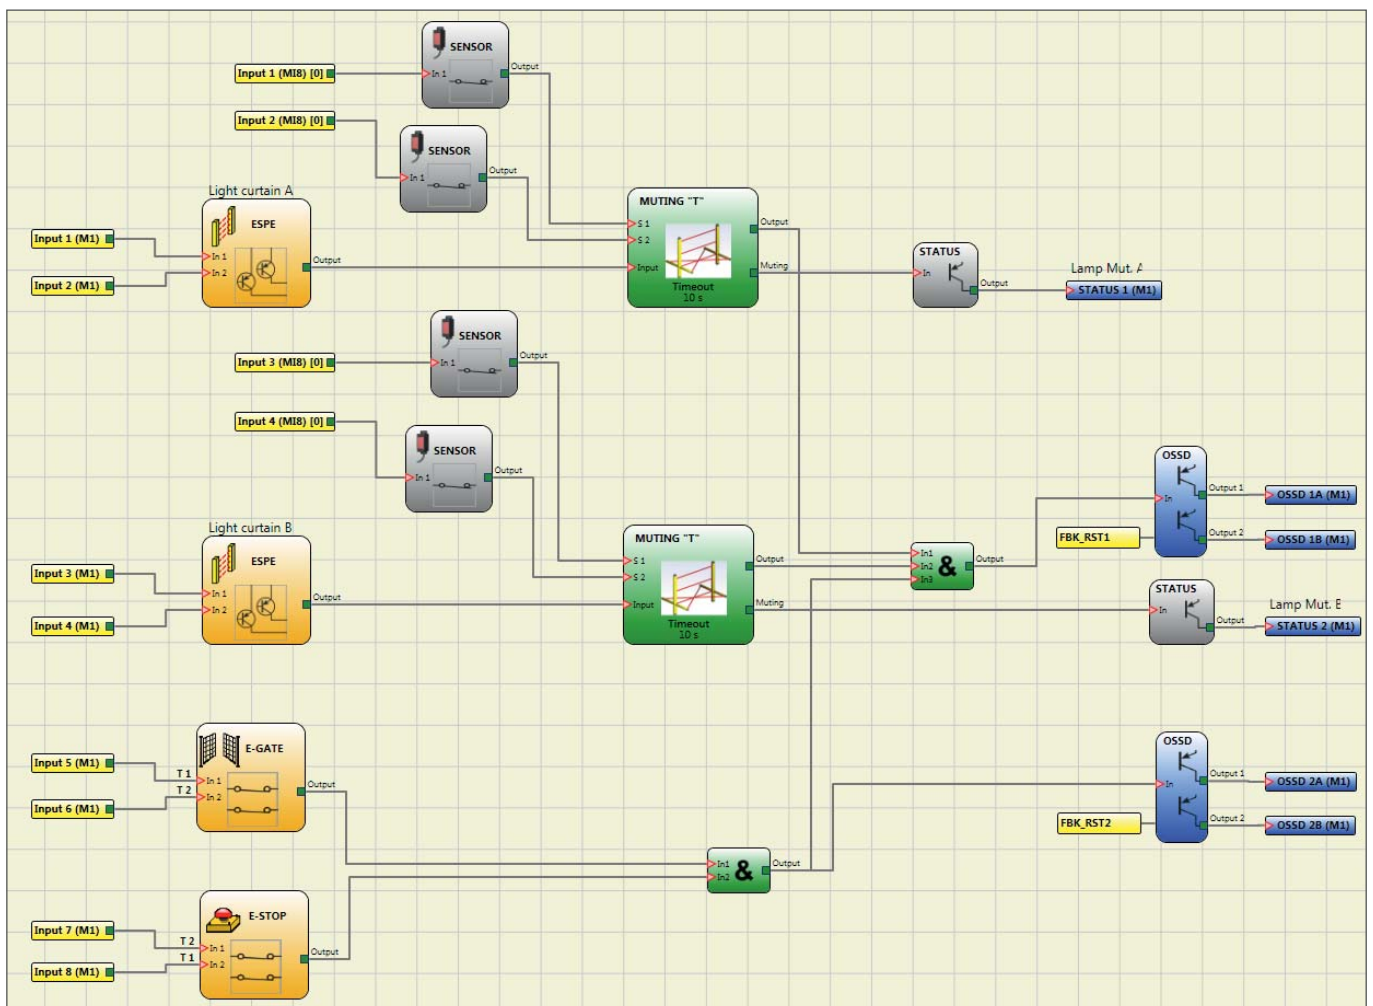 SENSOR
Input 1 (MI8) [0]
In 1
Output
Input 2 (MI8) [0]
SENSOR
In 1
Output
Light curtain A
ESPE
Input 1 (M1)
In 1
Input 2 (M1)
In 2
Output
MUTING "T"
S 1
S 2
Input
Output
Muting
Timeout
10 s
STATUS
In
Output
Lamp Mut. A
STATUS 1 (M1)
SENSOR
Input 3 (MI8) [0]
In 1
Output
Input 4 (MI8) [0]
SENSOR
In 1
Output
Light curtain B
ESPE
Input 3 (M1)
In 1
Input 4 (M1)
In 2
Output
MUTING "T"
S 1
S 2
Input
Output
Muting
Timeout
10 s
In1
In2
In3
&
Output
OSSD
In
Output 1
OSSD 1A (M1)
FBK_RST1
Output 2
OSSD 1B (M1)
STATUS
In
Output
Lamp Mut. B
STATUS 2 (M1)
E-GATE
Input 5 (M1)
T 1
In 1
Input 6 (M1)
T 2
In 2
Output
OSSD
In
Output 1
OSSD 2A (M1)
FBK_RST2
Output 2
OSSD 2B (M1)
In1
In2
&
Output
E-STOP
Input 7 (M1)
T 2
In 1
Input 8 (M1)
T 1
In 2
Output